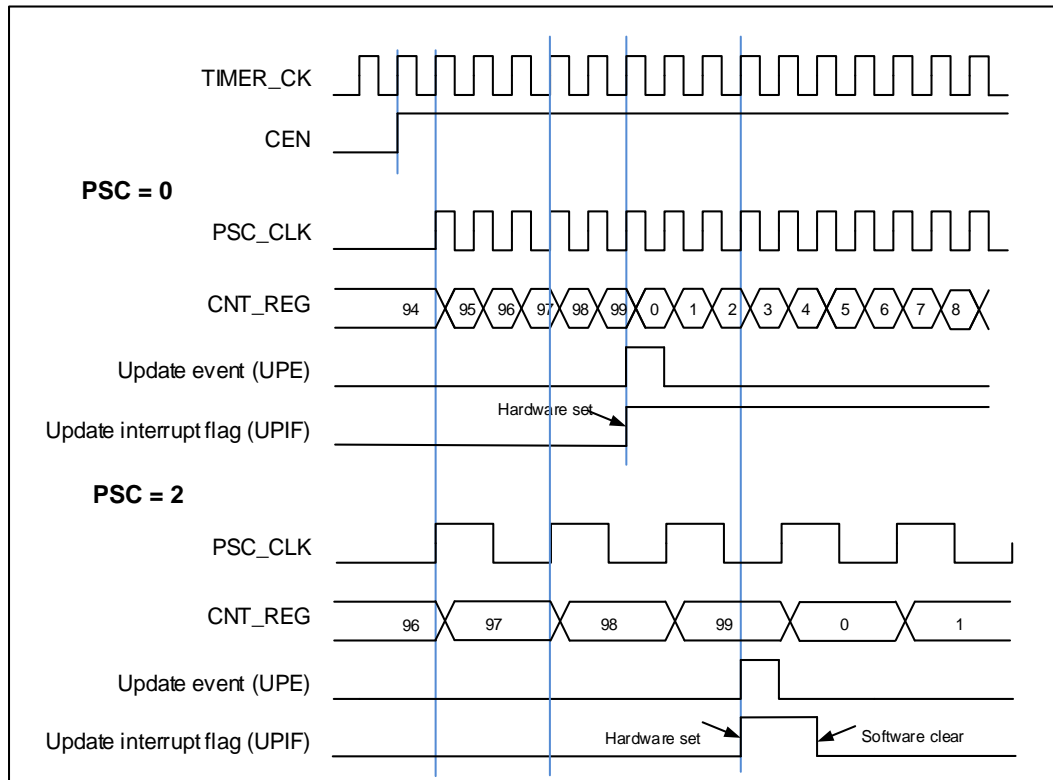 TIMER_CK
CEN
PSC = 0
PSC_CLK
CNT_REG 94 95 96 97 98 99 0 1 2 3 4 5 6 7 8
Update event (UPE)
Hardware set
Update interrupt flag (UPIF)
PSC = 2
PSC_CLK
CNT_REG 96 97 98 99 0 1
Update event (UPE)
Update interrupt flag (UPIF) Hardware set Software clear